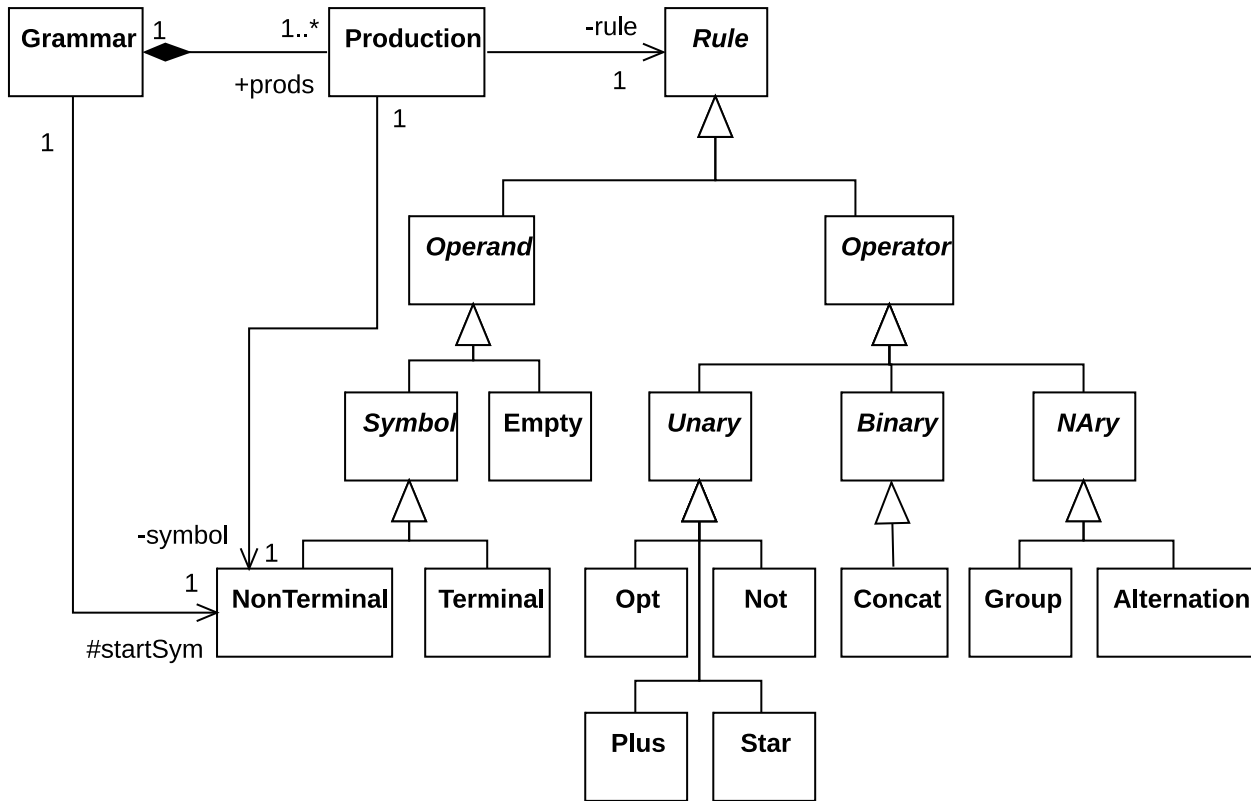 Grammar
1
1..*
Production
-rule
Rule
+prods
1
1
1
Operand
Operator
Symbol
Empty
Unary
Binary
NAry
-symbol
1
1
NonTerminal
Terminal
Opt
Not
Concat
Group
Alternation
#startSym
Plus
Star